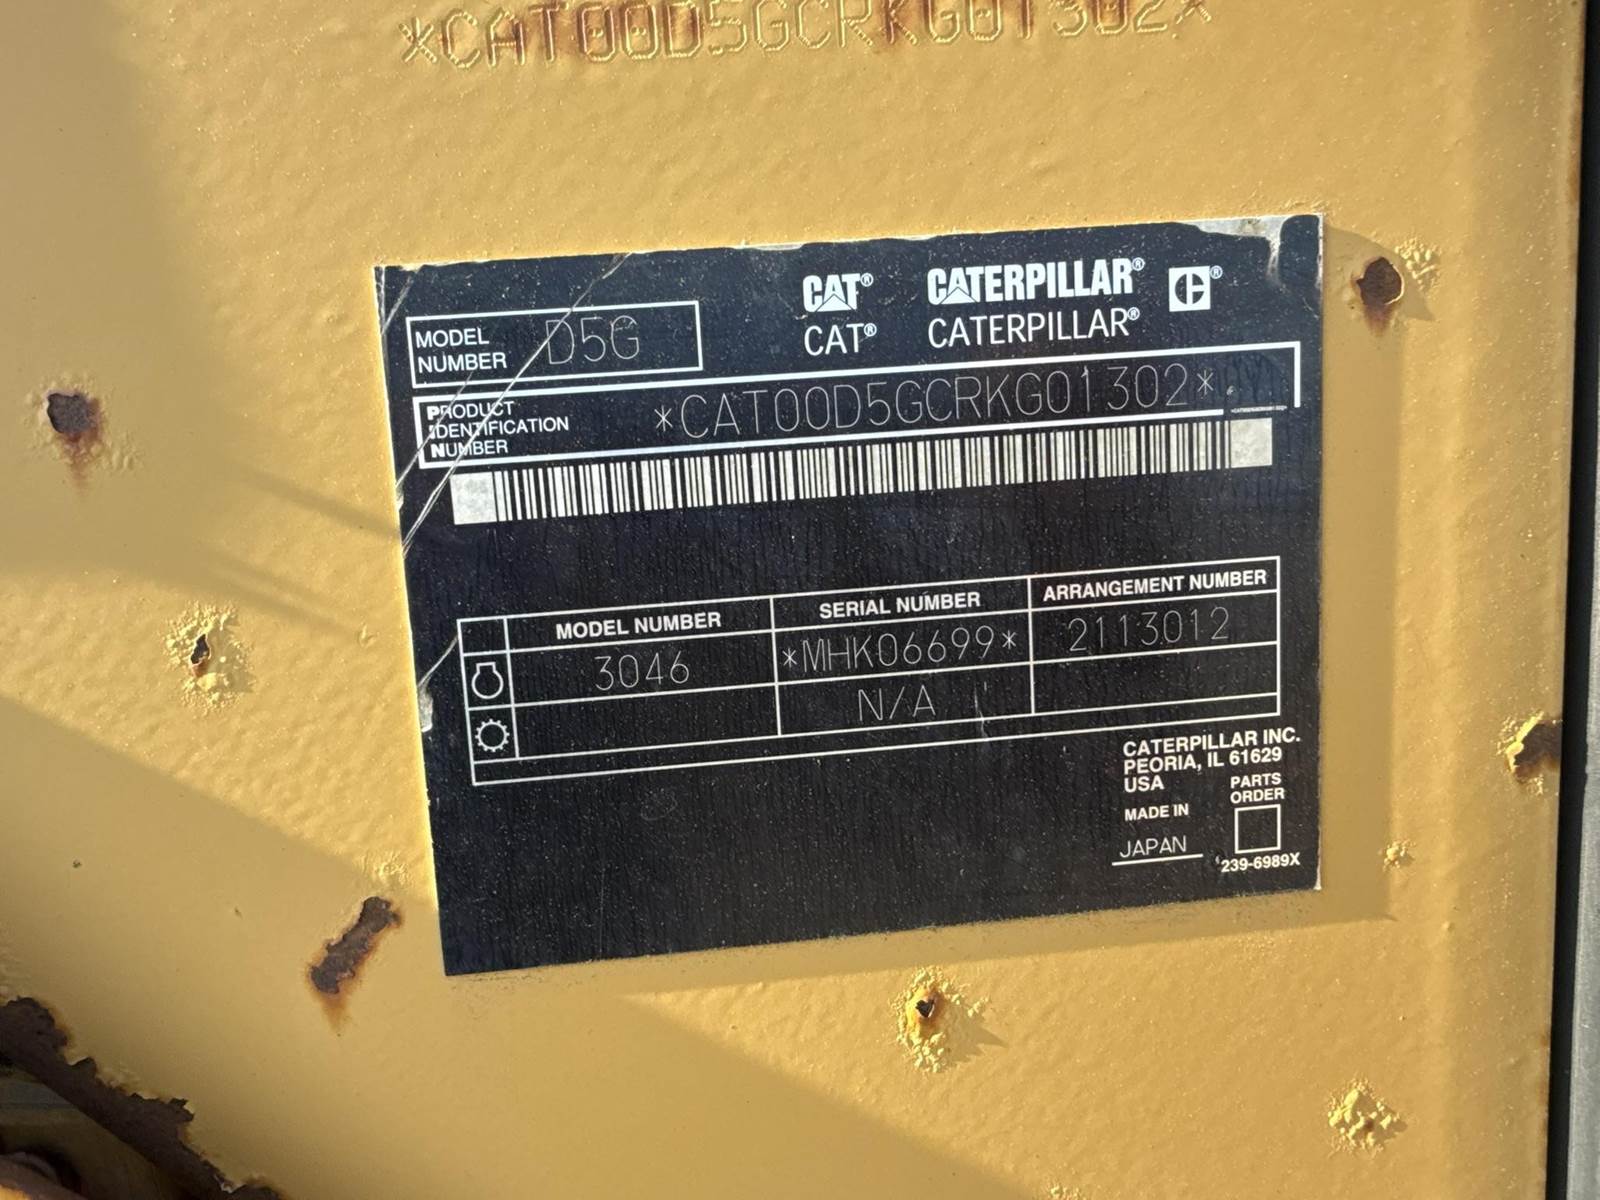 *CAT00D5GCRKG01302*
CAT® CATERPILLAR® ®
CAT® CATERPILLAR®
MODEL NUMBER D5G
PRODUCT IDENTIFICATION NUMBER *CAT00D5GCRKG01302*
MODEL NUMBER SERIAL NUMBER ARRANGEMENT NUMBER
3046 *MHK06699* 2113012
N/A
CATERPILLAR INC.
PEORIA, IL 61629
USA
PARTS ORDER
MADE IN
JAPAN
239-6989X